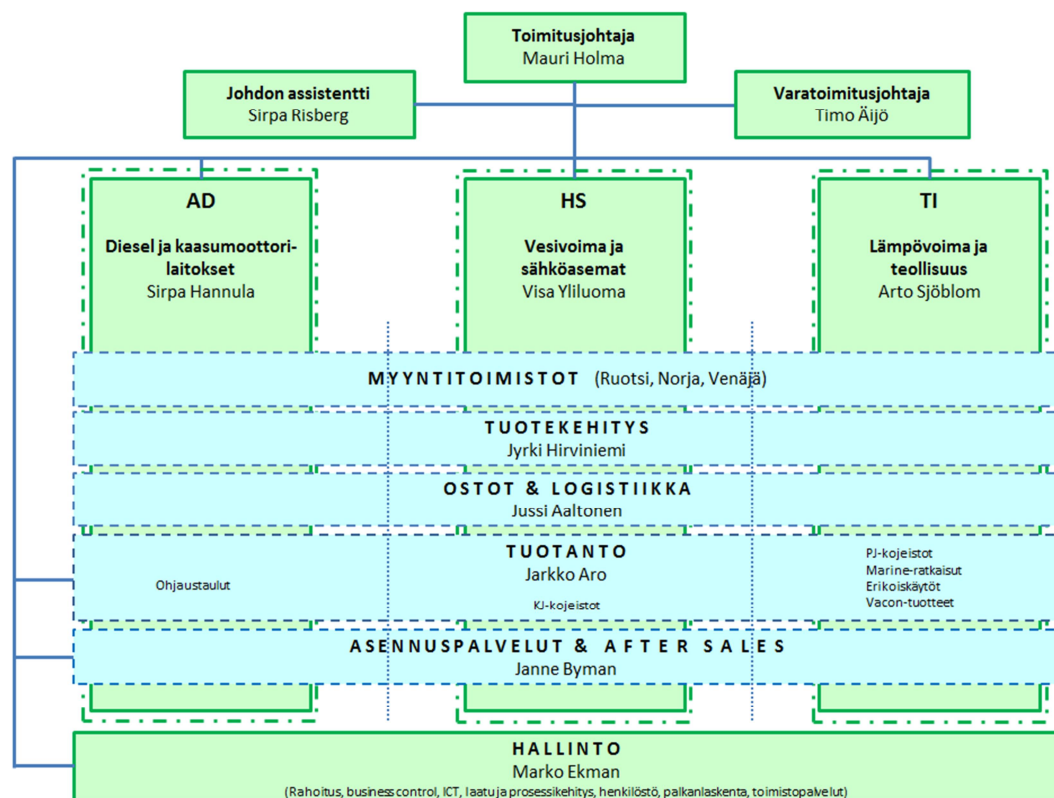 Toimitusjohtaja
Mauri Holma
Johdon assistentti
Sirpa Risberg
Varatoimitusjohtaja
Timo Äijö
AD
Diesel ja kaasumoottori-
laitokset
Sirpa Hannula
HS
Vesivoima ja
sähköasemat
Visa Yliluoma
TI
Lämpövoima ja
teollisuus
Arto Sjöblom
MYYNTITOIMISTOT (Ruotsi, Norja, Venäjä)
TUOTEKEHITYS
Jyrki Hirviniemi
OSTOT & LOGISTIIKKA
Jussi Aaltonen
TUOTANTO
Jarkko Aro
Ohjaustaulut
KJ-kojeistot
PJ-kojeistot
Marine-ratkaisut
Erikoiskäytöt
Vacon-tuotteet
ASENNUSPALVELUT & AFTER SALES
Janne Byman
HALLINTO
Marko Ekman
(Rahoitus, business control, ICT, laatu ja prosessikehitys, henkilöstö, palkanlaskenta, toimistopalvelut)